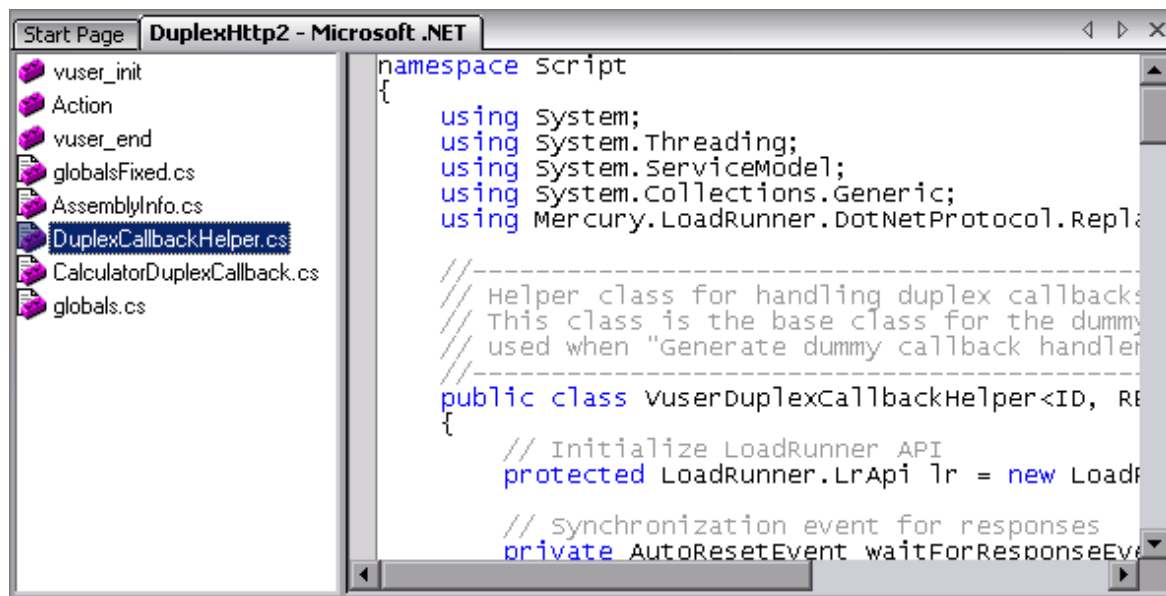 Start Page
DuplexHttp2 - Microsoft .NET
vuser_init
Action
vuser_end
globalsFixed.cs
AssemblyInfo.cs
DuplexCallbackHelper.cs
CalculatorDuplexCallback.cs
globals.cs
namespace Script
{
using System;
using System.Threading;
using System.ServiceModel;
using System.Collections.Generic;
using Mercury.LoadRunner.DotNetProtocol.Repla
//-------------------------------------------
// Helper class for handling duplex callbacks
// This class is the base class for the dummy
// used when "Generate dummy callback handler
//-------------------------------------------
public class VuserDuplexCallbackHelper<ID, RE
{
// Initialize LoadRunner API
protected LoadRunner.LrApi lr = new LoadR
// Synchronization event for responses
private AutoResetEvent waitForResponseEve